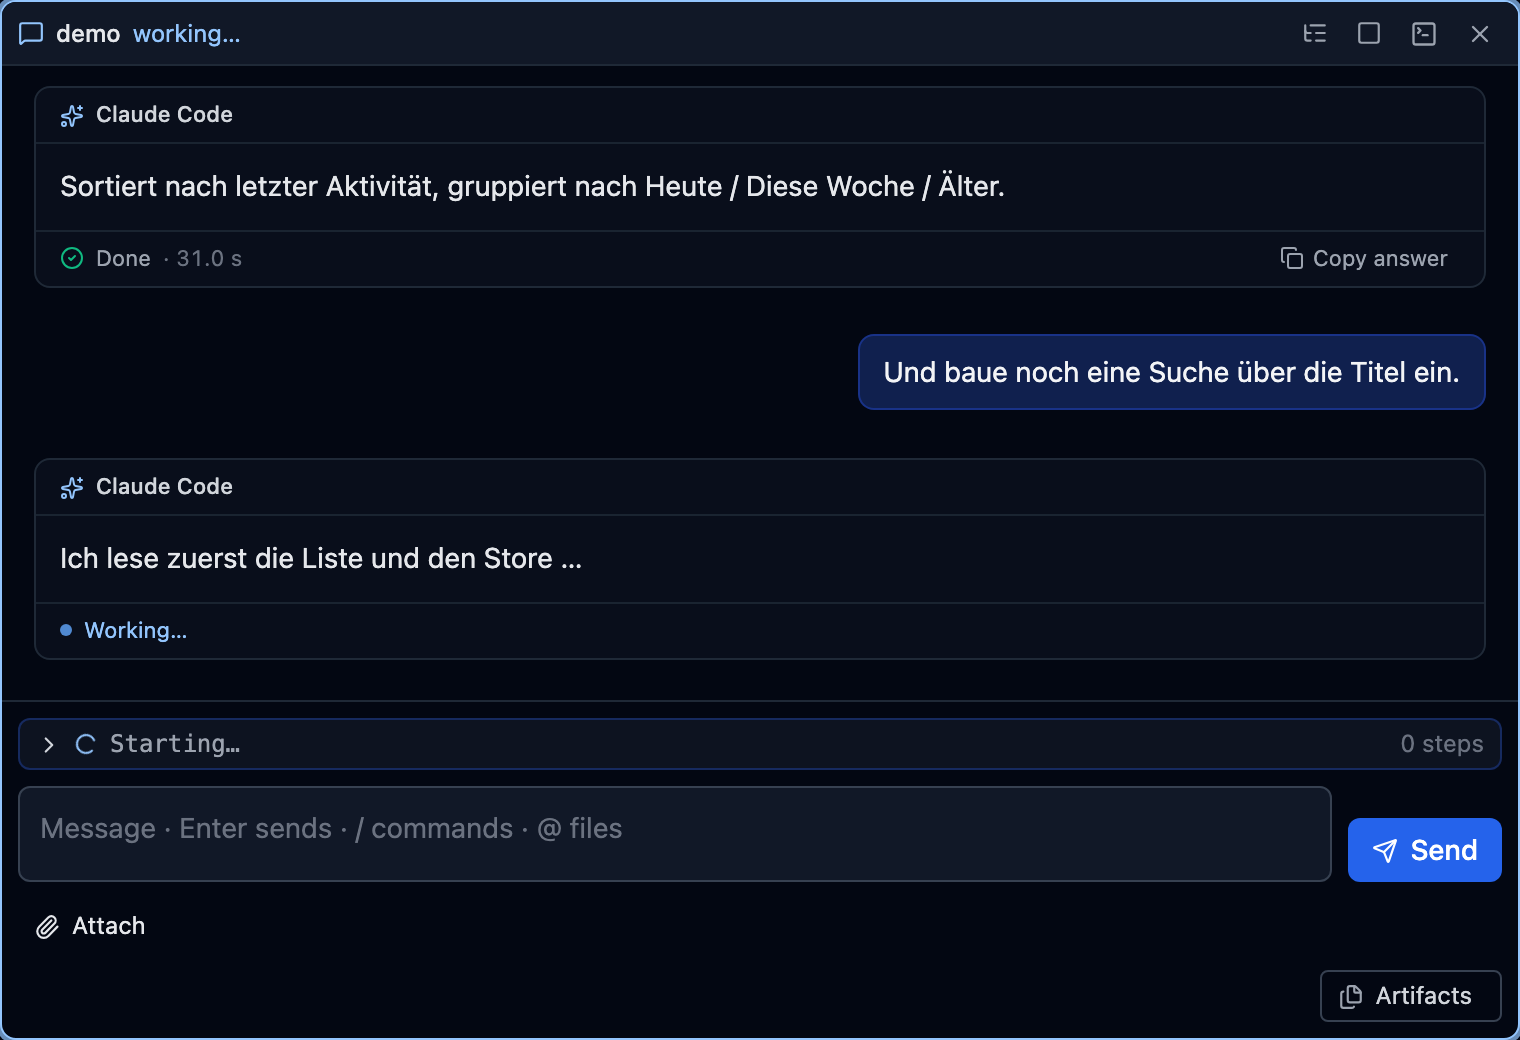 demo working...
Claude Code
Sortiert nach letzter Aktivität, gruppiert nach Heute / Diese Woche / Älter.
Done · 31.0 s
Copy answer
Und baue noch eine Suche über die Titel ein.
Claude Code
Ich lese zuerst die Liste und den Store ...
Working...
Starting…
0 steps
Message · Enter sends · / commands · @ files
Send
Attach
Artifacts